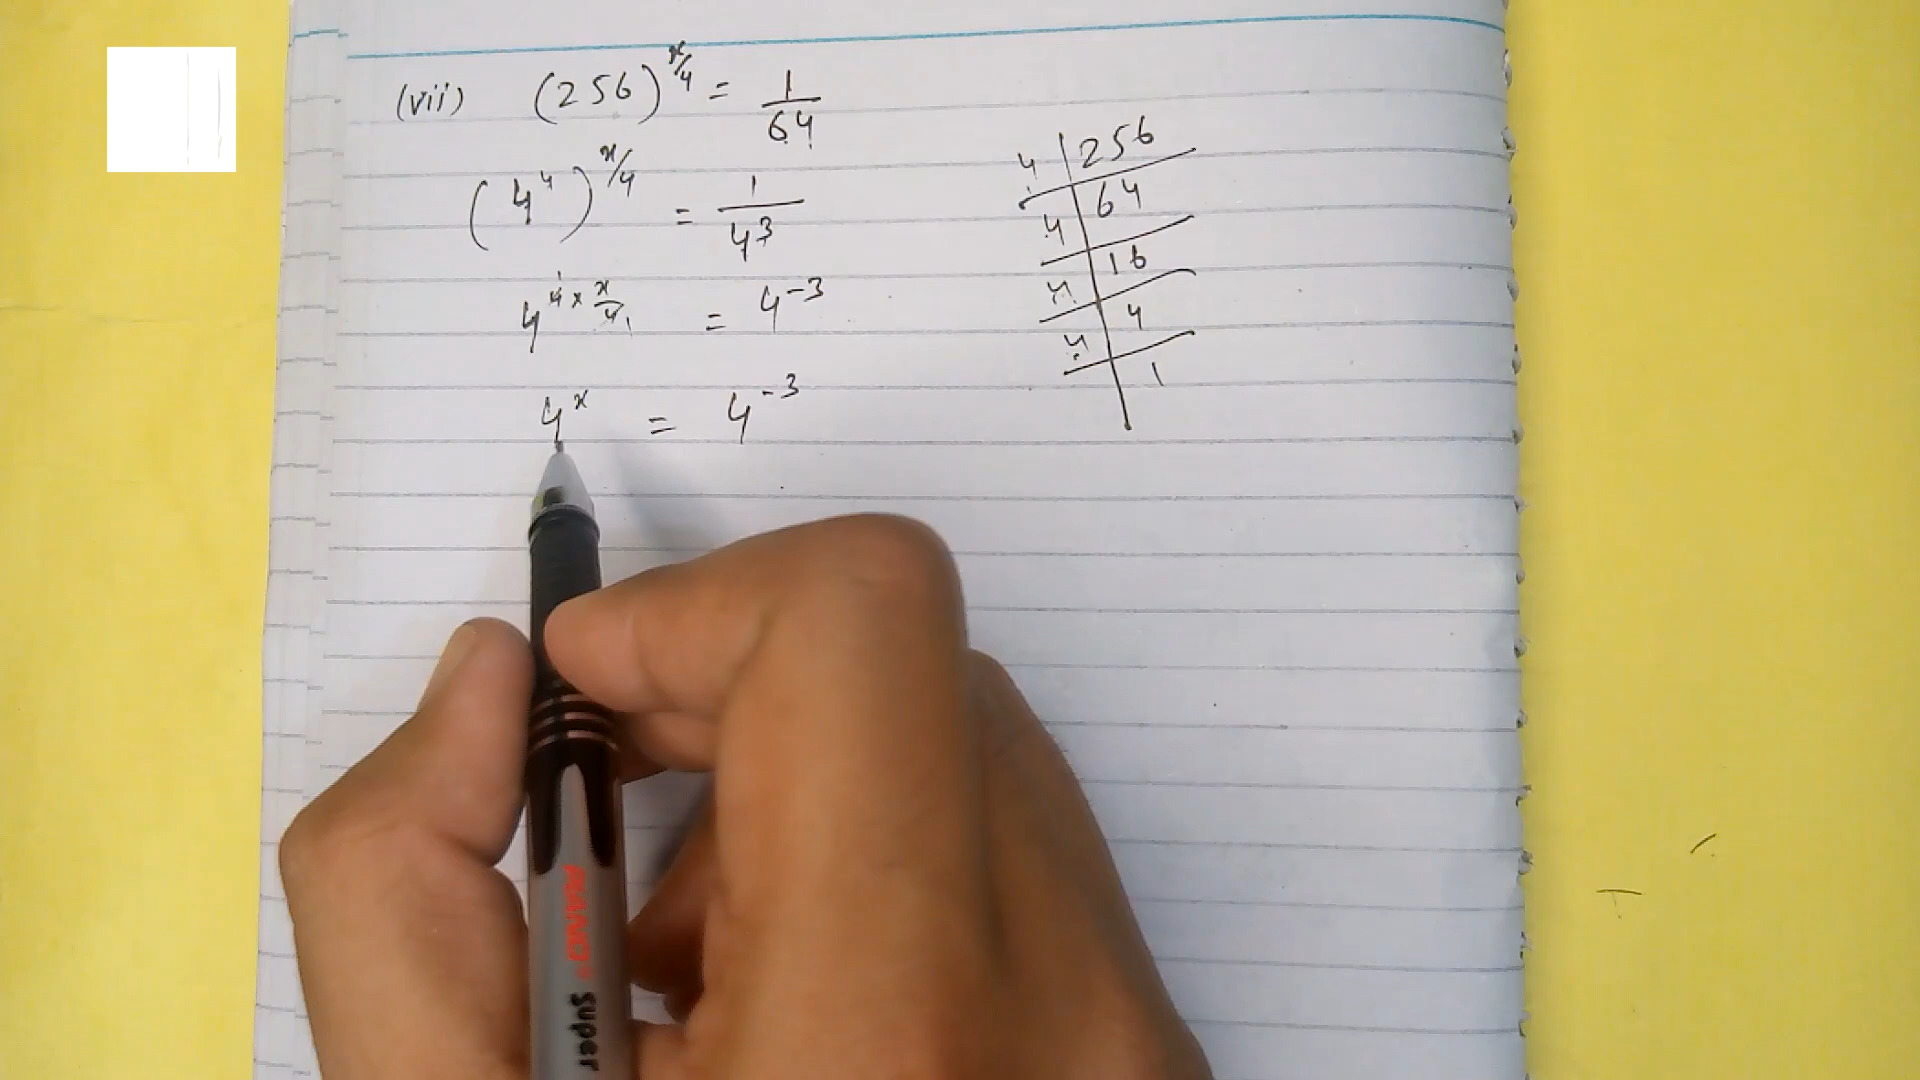 (vii) (256)^{x/4} = 1/64
(4^4)^{x/4} = 1/4^3
4^{4 × x/4} = 4^{-3}
4^x = 4^{-3}
4 | 256
4 | 64
4 | 16
4 | 4
1
Super